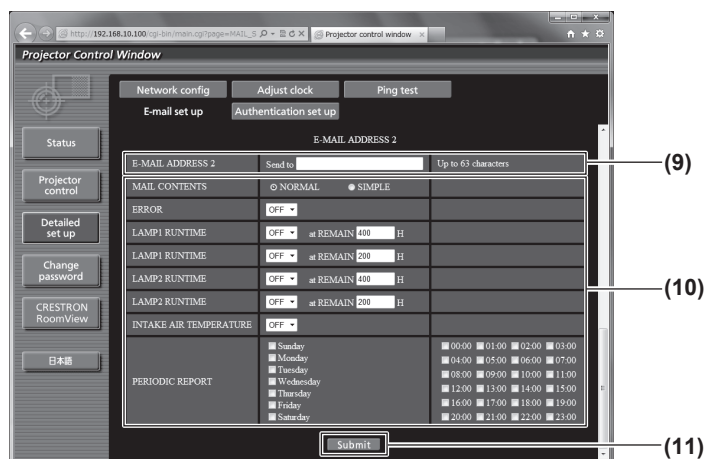 http://192.168.10.100/cgi-bin/main.cgi?page=MAIL_S
Projector control window
Projector Control Window
Network config Adjust clock Ping test
E-mail set up Authentication set up
Status
Projector control
Detailed set up
Change password
CRESTRON RoomView
日本語
E-MAIL ADDRESS 2
E-MAIL ADDRESS 2 Send to Up to 63 characters (9)
MAIL CONTENTS NORMAL SIMPLE
ERROR OFF
LAMP1 RUNTIME OFF at REMAIN 400 H
LAMP1 RUNTIME OFF at REMAIN 200 H
LAMP2 RUNTIME OFF at REMAIN 400 H
(10)
LAMP2 RUNTIME OFF at REMAIN 200 H
INTAKE AIR TEMPERATURE OFF
PERIODIC REPORT
Sunday
Monday
Tuesday
Wednesday
Thursday
Friday
Saturday
00:00 01:00 02:00 03:00
04:00 05:00 06:00 07:00
08:00 09:00 10:00 11:00
12:00 13:00 14:00 15:00
16:00 17:00 18:00 19:00
20:00 21:00 22:00 23:00
Submit (11)